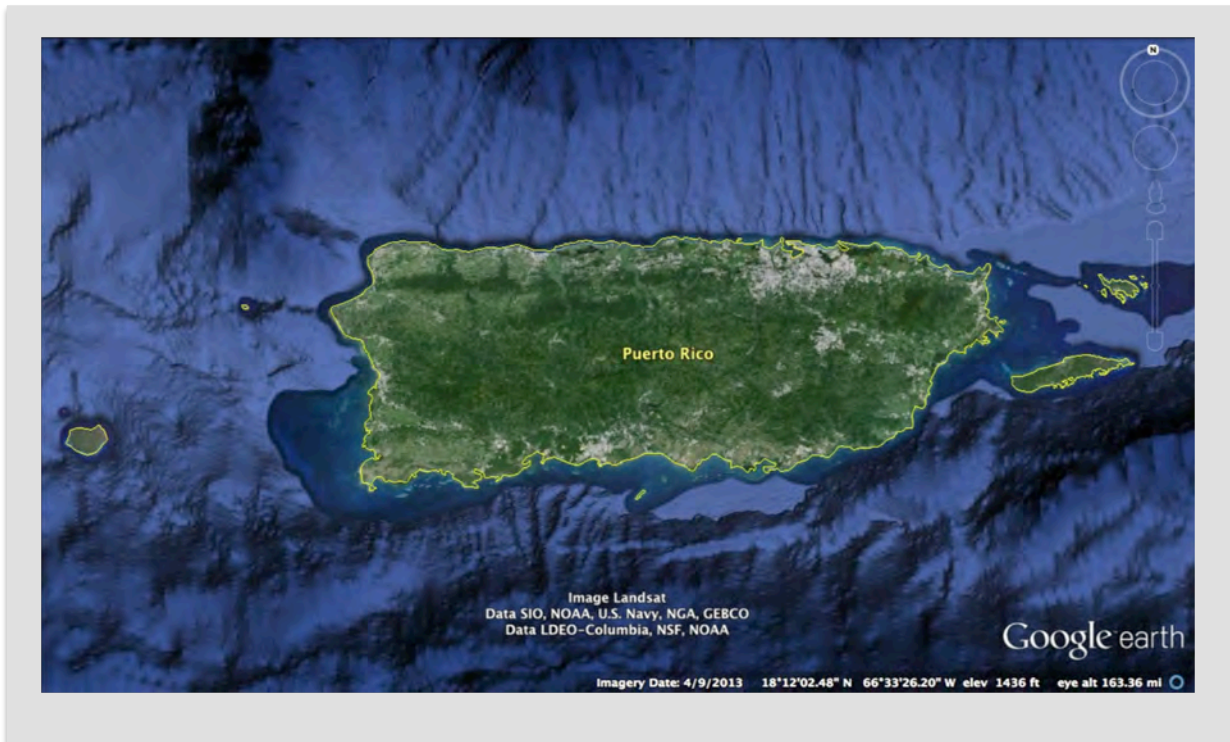 N
Puerto Rico
Image Landsat
Data SIO, NOAA, U.S. Navy, NGA, GEBCO
Data LDEO-Columbia, NSF, NOAA
Google earth
Imagery Date: 4/9/2013 18°12'02.48" N 66°33'26.20" W elev 1436 ft eye alt 163.36 mi